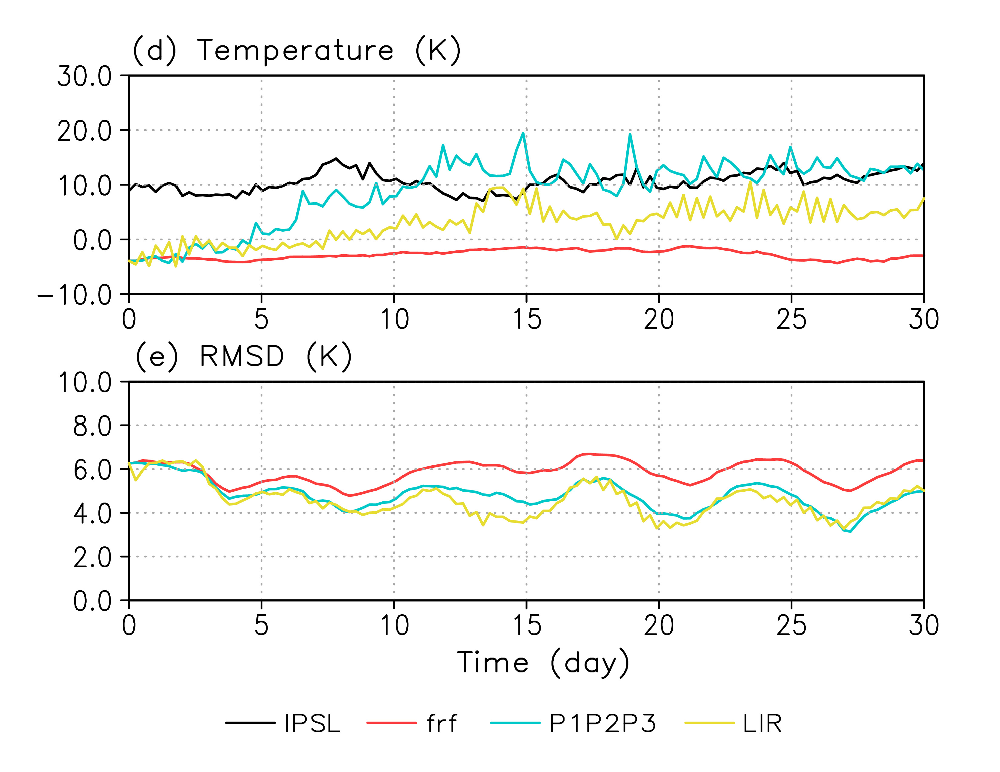 (d) Temperature (K)
30.0
20.0
10.0
0.0
-10.0
0 5 10 15 20 25 30
(e) RMSD (K)
10.0
8.0
6.0
4.0
2.0
0.0
0 5 10 15 20 25 30
Time (day)
IPSL frf P1P2P3 LIR